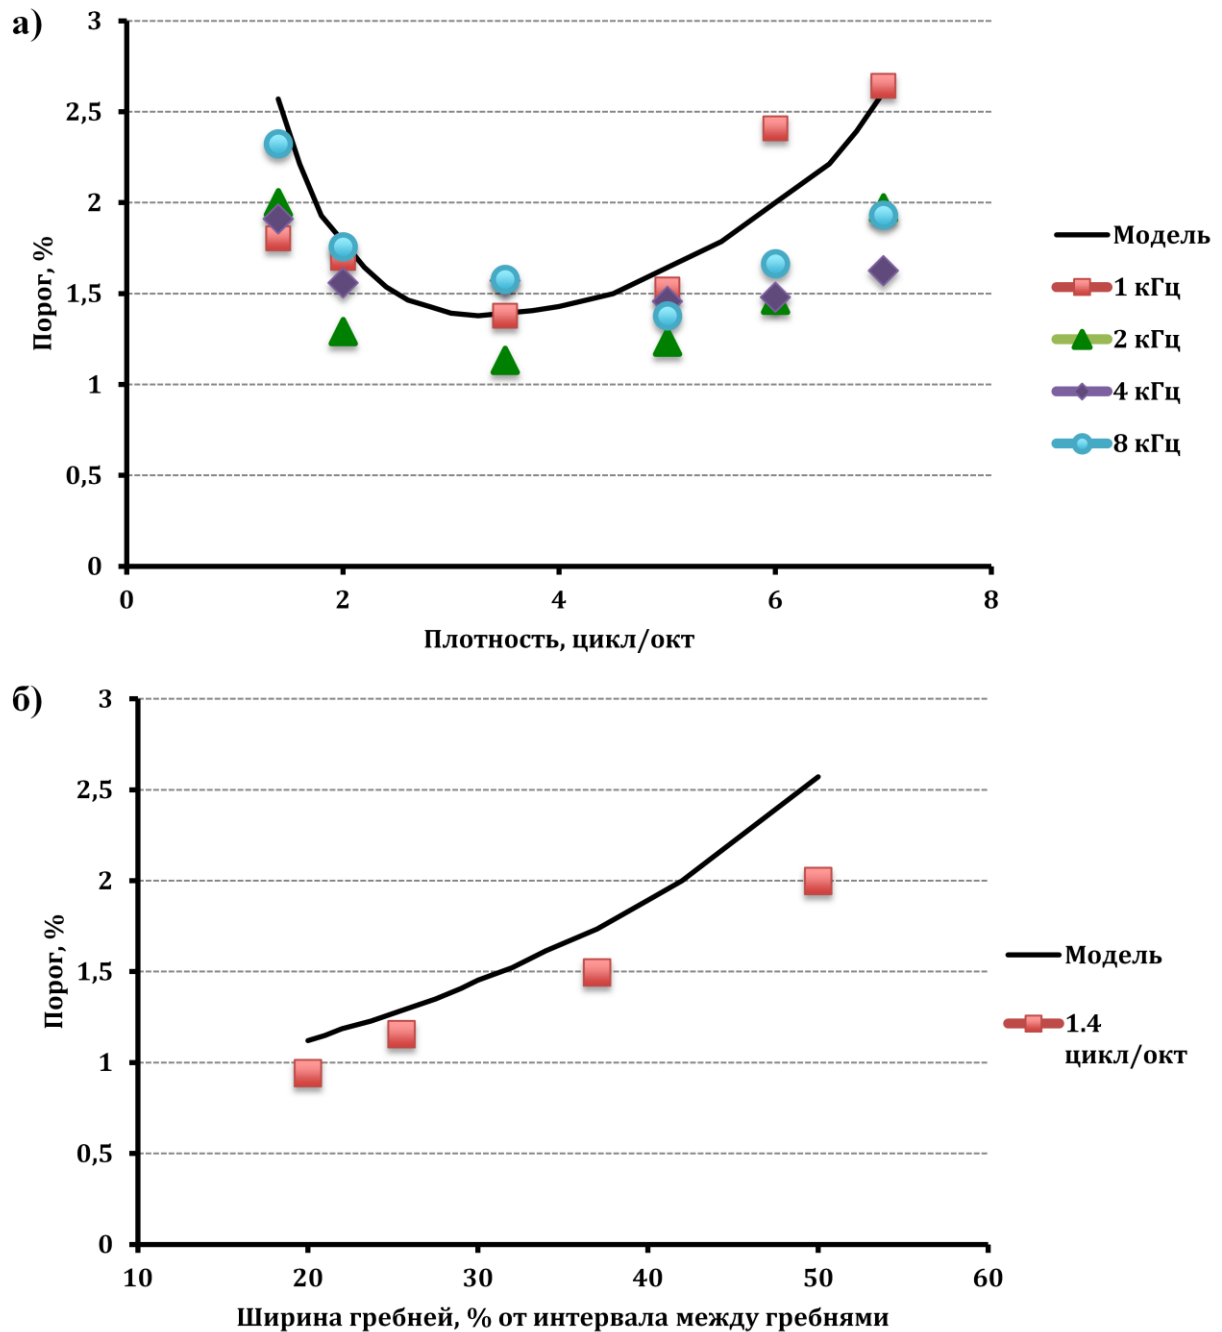 а)
3
2,5
2
1,5
1
0,5
0
Порог, %
0 2 4 6 8
Плотность, цикл/окт
Модель
1 кГц
2 кГц
4 кГц
8 кГц
б)
3
2,5
2
1,5
1
0,5
0
Порог, %
10 20 30 40 50 60
Ширина гребней, % от интервала между гребнями
Модель
1.4
цикл/окт